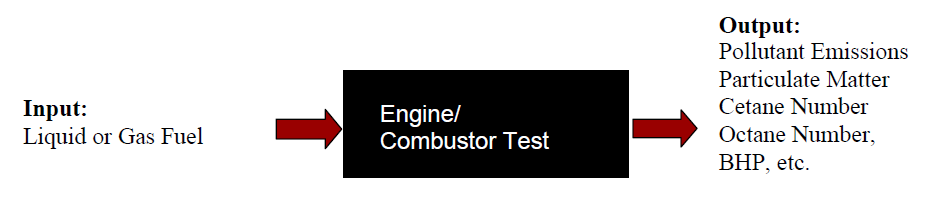 Input:
Liquid or Gas Fuel
Engine/
Combustor Test
Output:
Pollutant Emissions
Particulate Matter
Cetane Number
Octane Number,
BHP, etc.